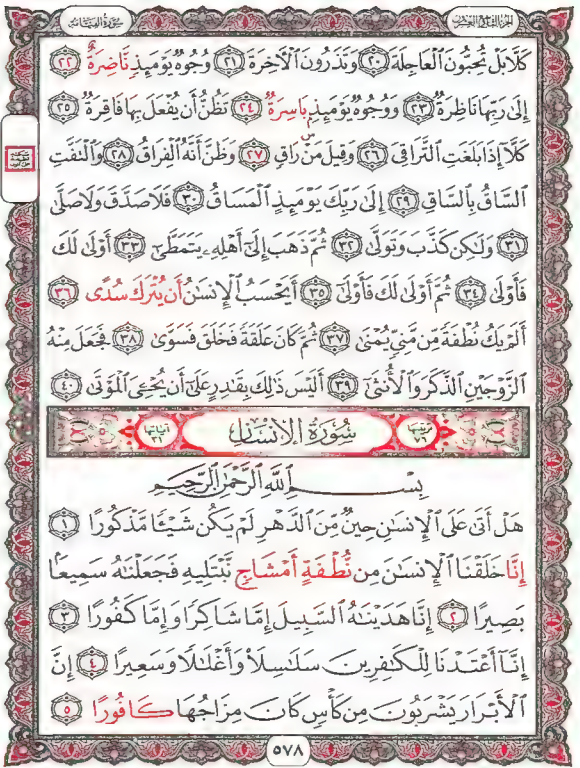 الجزء التاسع والعشرون
سورة القيامة
كَلَّا بَلْ تُحِبُّونَ ٱلْعَاجِلَةَ ٢٠ وَتَذَرُونَ ٱلْأَخِرَةَ ٢١ وُجُوهٌ يَوْمَئِذٍ نَّاضِرَةٌ ٢٢
إِلَىٰ رَبِّهَا نَاظِرَةٌ ٢٣ وَوُجُوهٌ يَوْمَئِذٍ بَاسِرَةٌ ٢٤ تَظُنُّ أَن يُفْعَلَ بِهَا فَاقِرَةٌ ٢٥
كَلَّا إِذَا بَلَغَتِ ٱلتَّرَاقِىَ ٢٦ وَقِيلَ مَنْ ۜ رَاقٍ ٢٧ وَظَنَّ أَنَّهُ ٱلْفِرَاقُ ٢٨ وَٱلْتَفَّتِ
ٱلسَّاقُ بِٱلسَّاقِ ٢٩ إِلَىٰ رَبِّكَ يَوْمَئِذٍ ٱلْمَسَاقُ ٣٠ فَلَا صَدَّقَ وَلَا صَلَّىٰ
٣١ وَلَٰكِن كَذَّبَ وَتَوَلَّىٰ ٣٢ ثُمَّ ذَهَبَ إِلَىٰٓ أَهْلِهِۦ يَتَمَطَّىٰٓ ٣٣ أَوْلَىٰ لَكَ
فَأَوْلَىٰ ٣٤ ثُمَّ أَوْلَىٰ لَكَ فَأَوْلَىٰٓ ٣٥ أَيَحْسَبُ ٱلْإِنسَٰنُ أَن يُتْرَكَ سُدًى ٣٦
أَلَمْ يَكُ نُطْفَةً مِّن مَّنِىٍّ يُمْنَىٰ ٣٧ ثُمَّ كَانَ عَلَقَةً فَخَلَقَ فَسَوَّىٰ ٣٨ فَجَعَلَ مِنْهُ
ٱلزَّوْجَيْنِ ٱلذَّكَرَ وَٱلْأُنثَىٰٓ ٣٩ أَلَيْسَ ذَٰلِكَ بِقَٰدِرٍ عَلَىٰٓ أَن يُحْـِۧىَ ٱلْمَوْتَىٰ ٤٠
ترتيبها ٧٦ سُورَةُ الإِنسَانِ آياتها ٣١
بِسْمِ ٱللَّهِ ٱلرَّحْمَٰنِ ٱلرَّحِيمِ
هَلْ أَتَىٰ عَلَى ٱلْإِنسَٰنِ حِينٌ مِّنَ ٱلدَّهْرِ لَمْ يَكُن شَيْـًٔا مَّذْكُورًا ١
إِنَّا خَلَقْنَا ٱلْإِنسَٰنَ مِن نُّطْفَةٍ أَمْشَاجٍ نَّبْتَلِيهِ فَجَعَلْنَٰهُ سَمِيعًۢا
بَصِيرًا ٢ إِنَّا هَدَيْنَٰهُ ٱلسَّبِيلَ إِمَّا شَاكِرًا وَإِمَّا كَفُورًا ٣
إِنَّآ أَعْتَدْنَا لِلْكَٰفِرِينَ سَلَٰسِلَا۟ وَأَغْلَٰلًا وَسَعِيرًا ٤ إِنَّ
ٱلْأَبْرَارَ يَشْرَبُونَ مِن كَأْسٍ كَانَ مِزَاجُهَا كَافُورًا ٥
٥٧٨